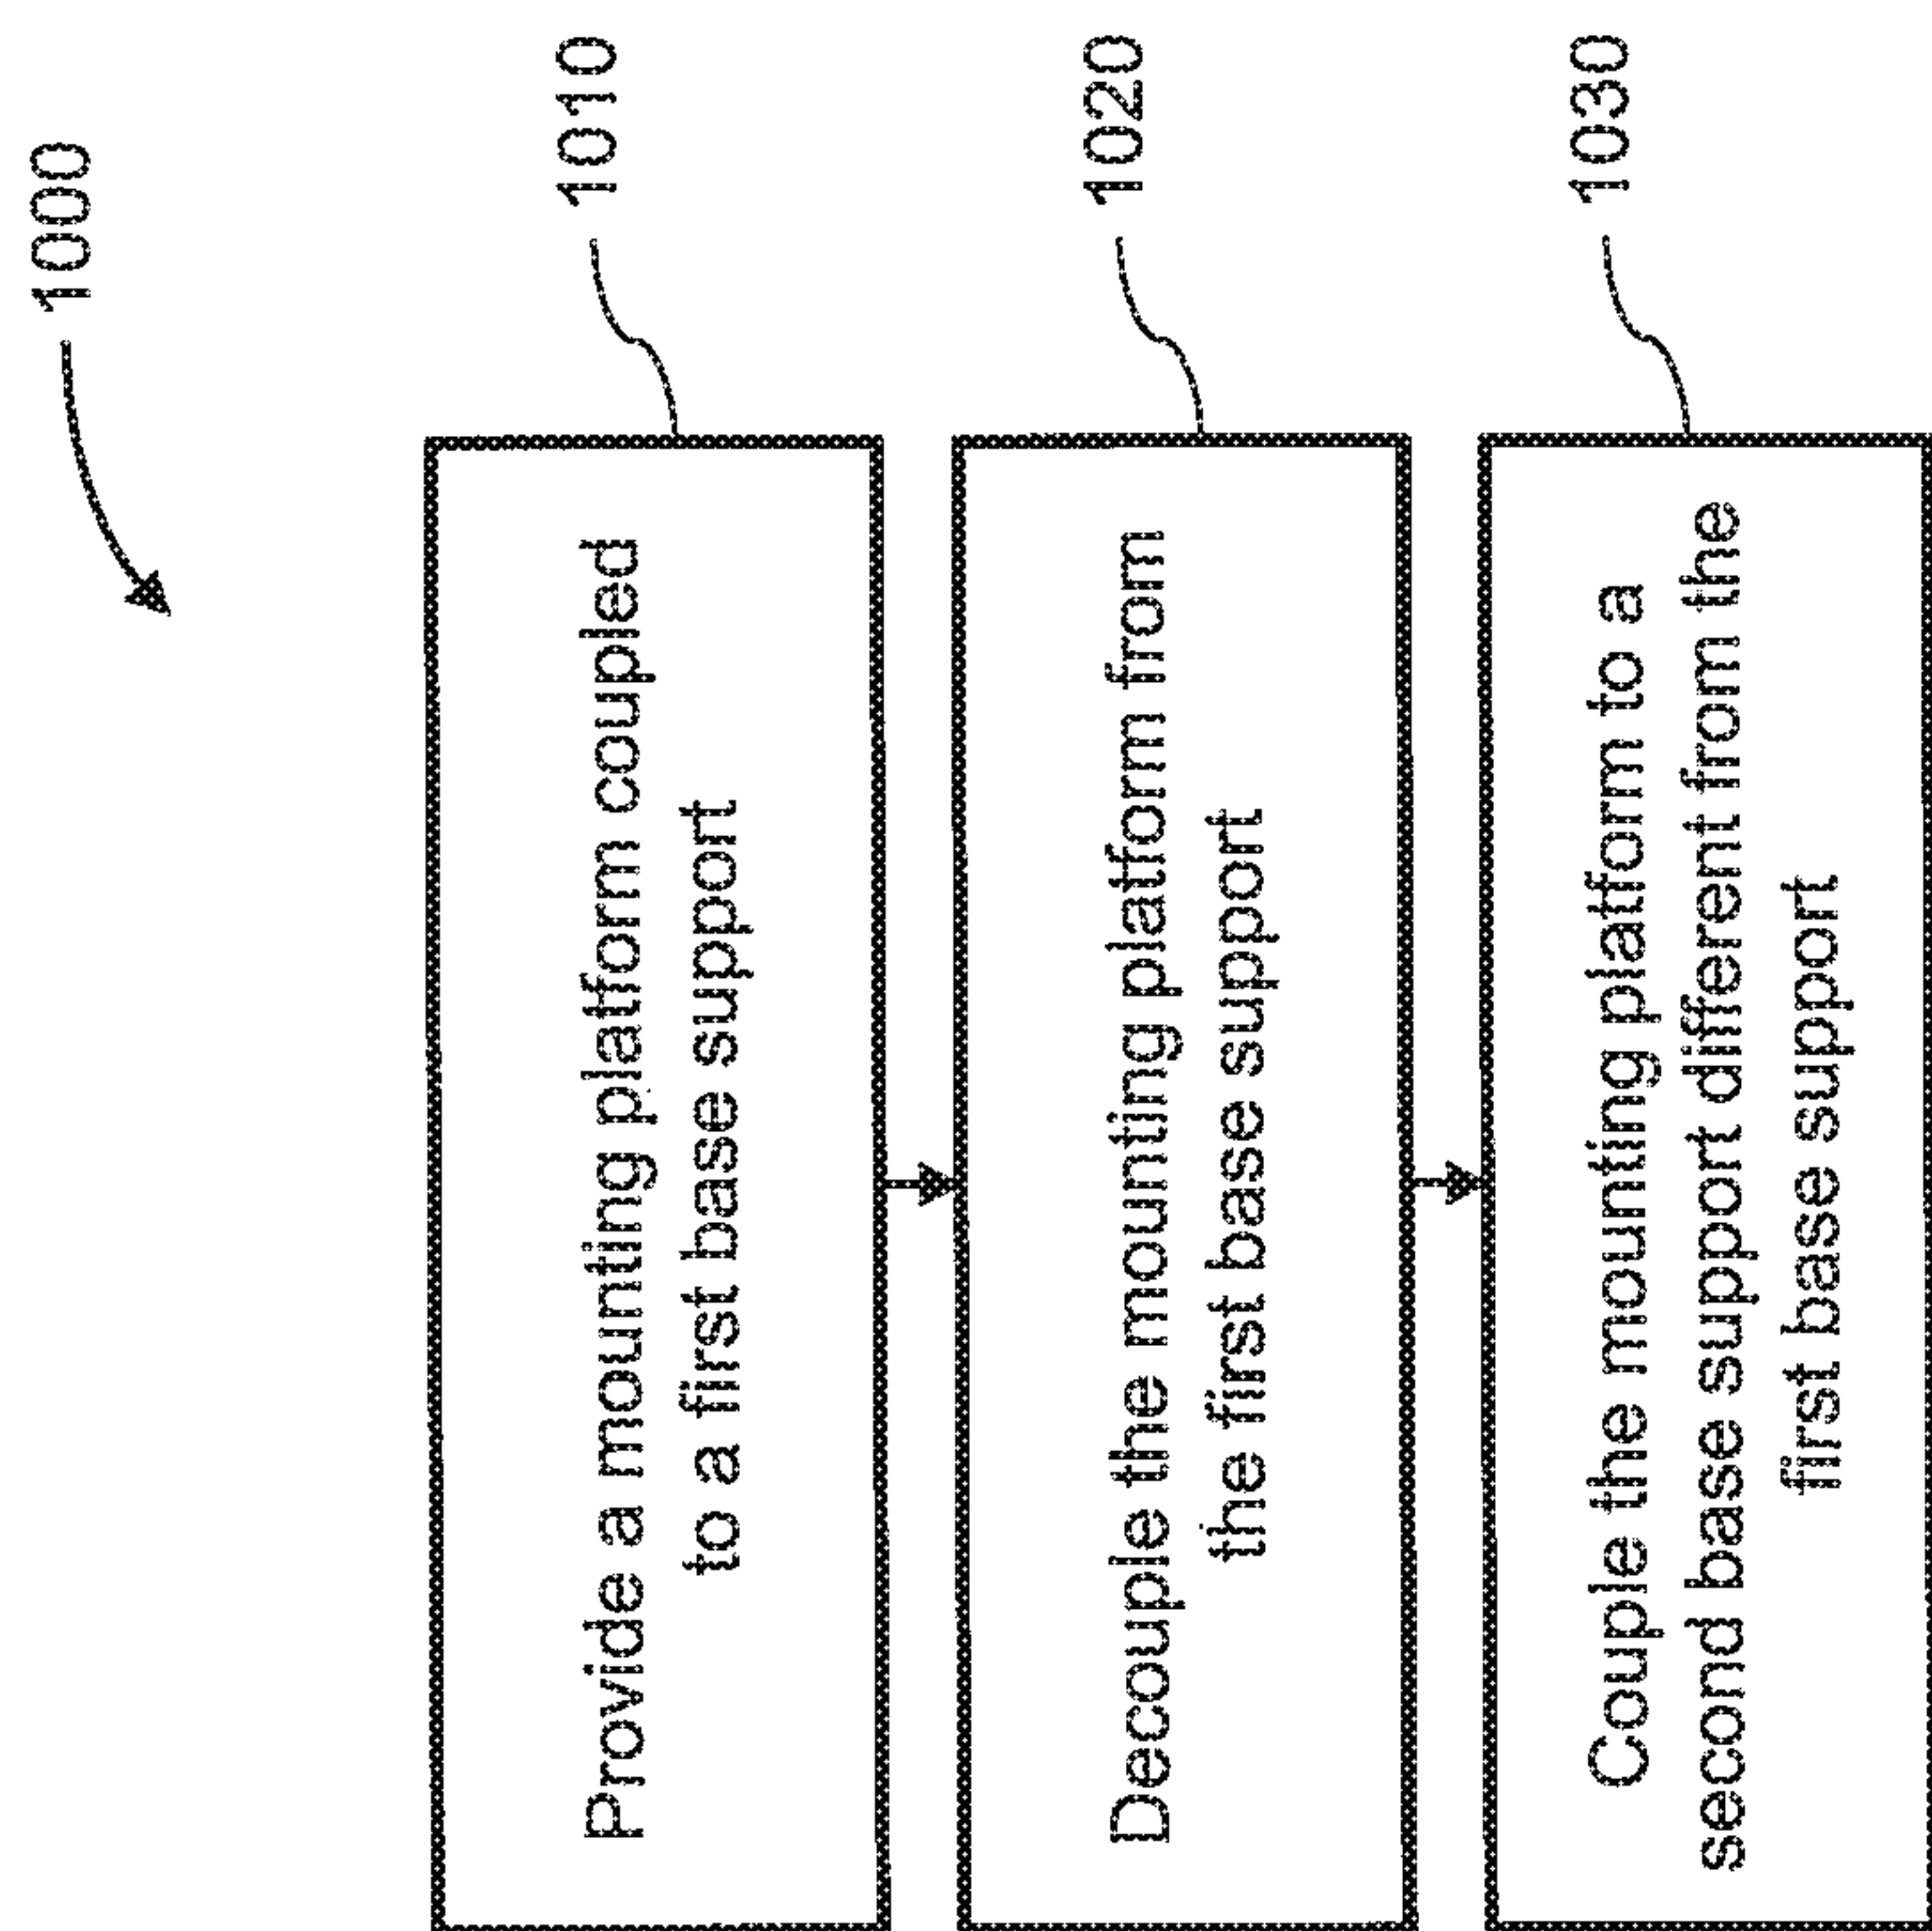 1000
Provide a mounting platform coupled
to a first base support
1010
Decouple the mounting platform from
the first base support
1020
Couple the mounting platform to a
second base support different from the
first base support
1030